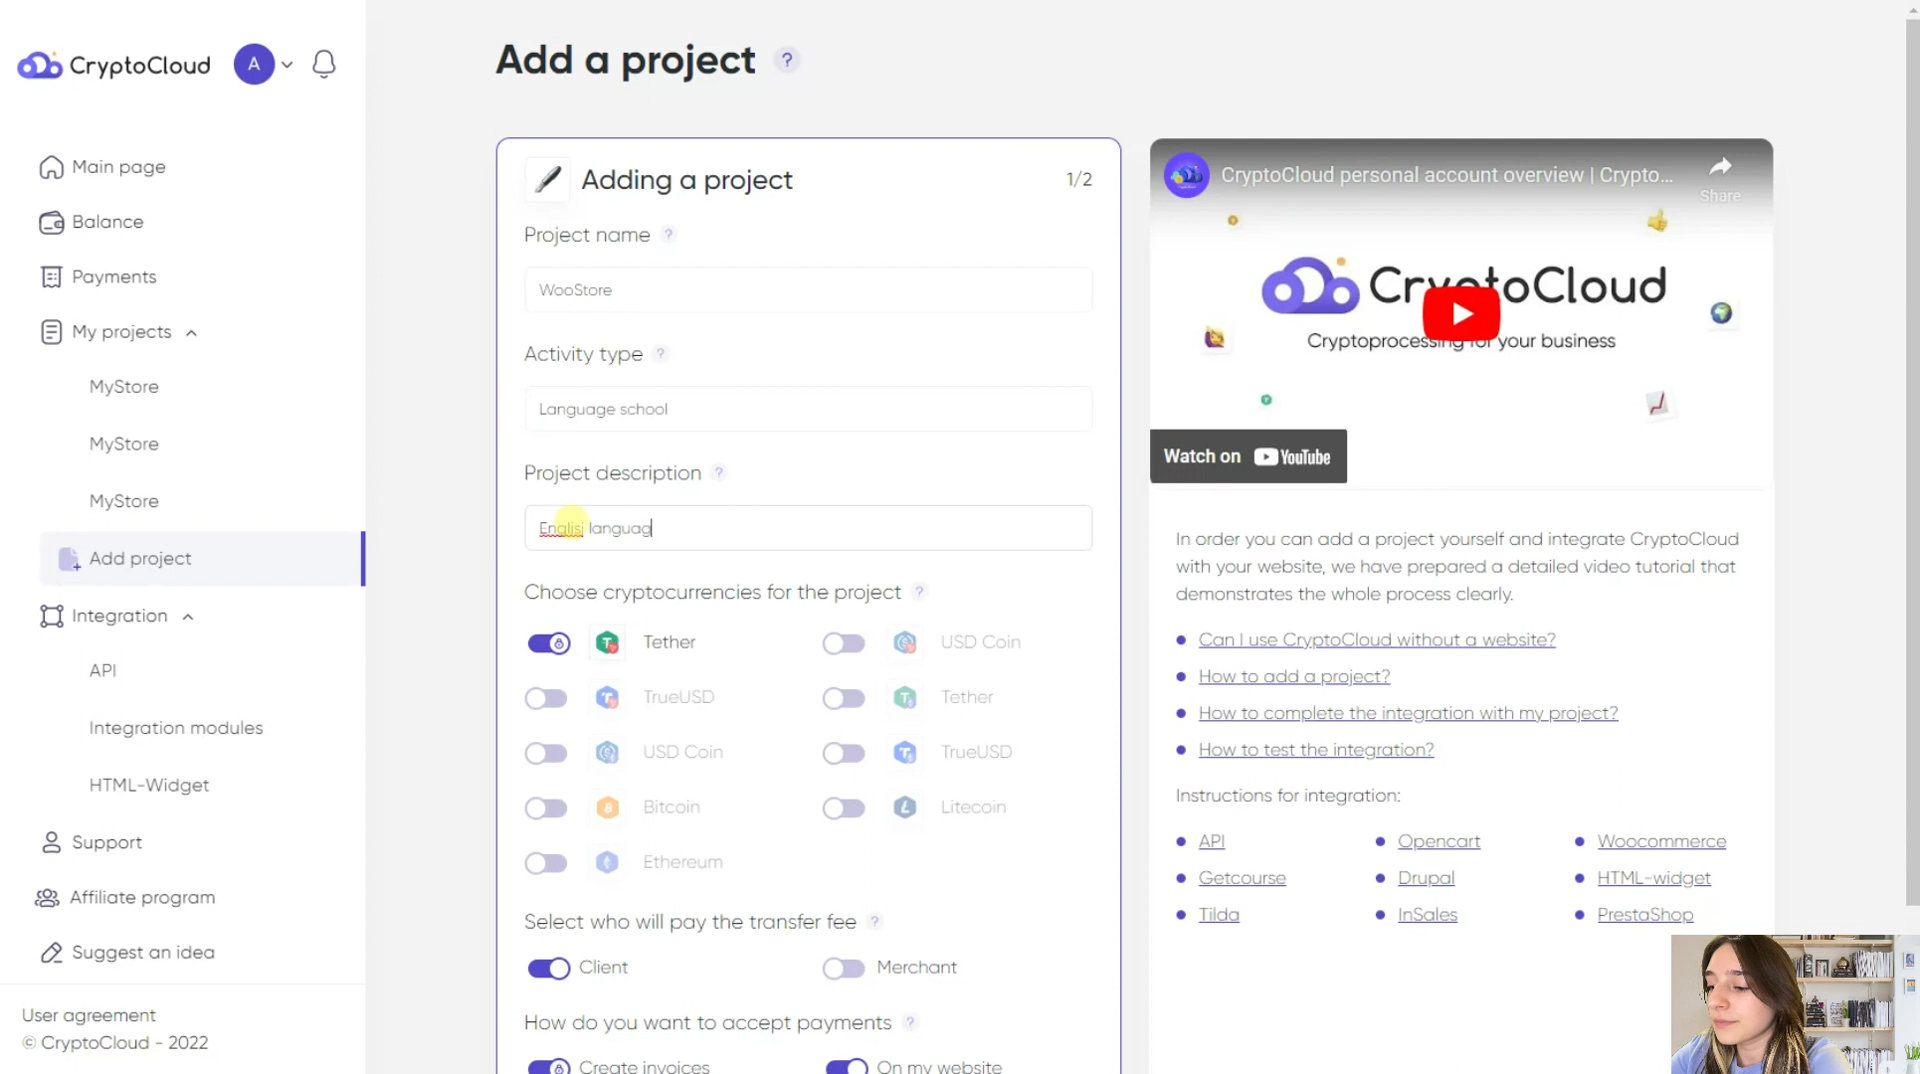 CryptoCloud
A
Main page
Balance
Payments
My projects
MyStore
MyStore
MyStore
Add project
Integration
API
Integration modules
HTML-Widget
Support
Affiliate program
Suggest an idea
User agreement
© CryptoCloud - 2022
Add a project ?
Adding a project
1/2
Project name ?
WooStore
Activity type ?
Language school
Project description ?
Englisj languag
Choose cryptocurrencies for the project ?
Tether
USD Coin
TrueUSD
Tether
USD Coin
TrueUSD
Bitcoin
Litecoin
Ethereum
Select who will pay the transfer fee ?
Client
Merchant
How do you want to accept payments ?
Create invoices
On my website
CryptoCloud personal account overview | Crypto...
Share
CryptoCloud
Cryptoprocessing for your business
Watch on YouTube
In order you can add a project yourself and integrate CryptoCloud
with your website, we have prepared a detailed video tutorial that
demonstrates the whole process clearly.
Can I use CryptoCloud without a website?
How to add a project?
How to complete the integration with my project?
How to test the integration?
Instructions for integration:
API
Opencart
Woocommerce
Getcourse
Drupal
HTML-widget
Tilda
InSales
PrestaShop